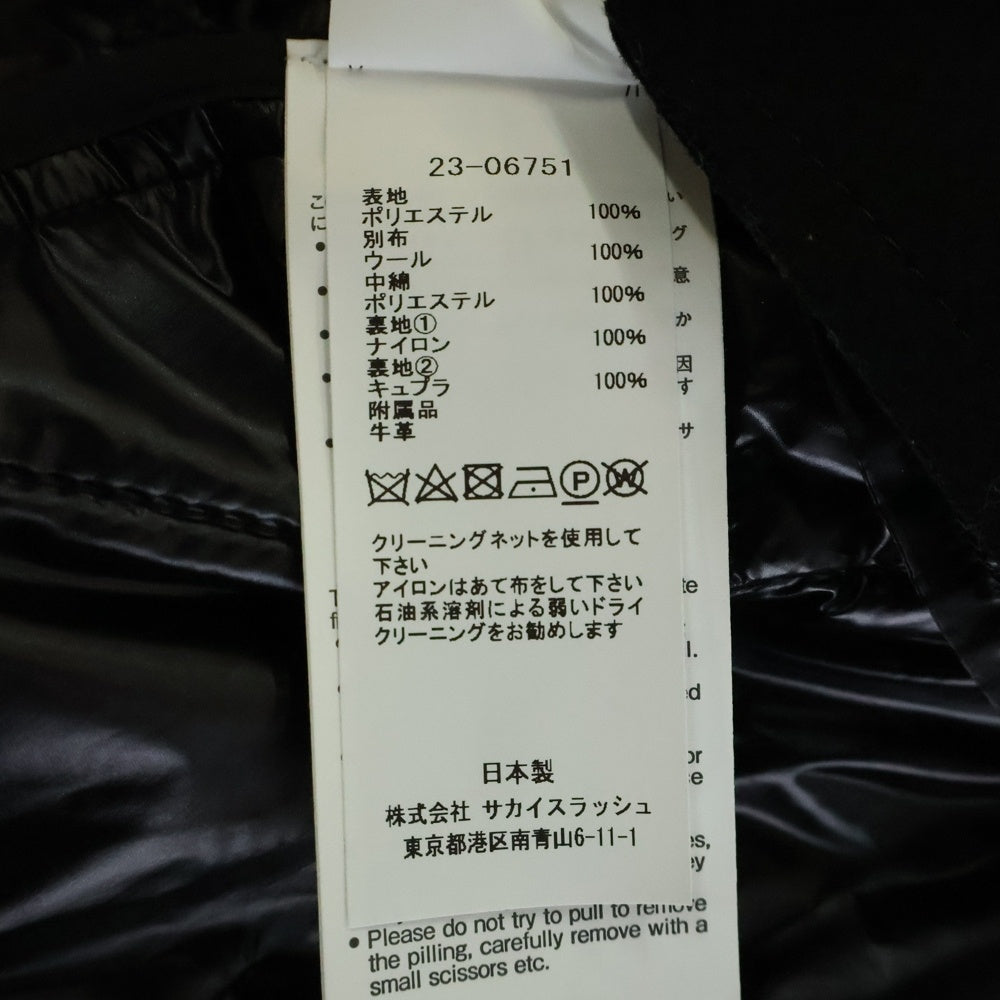 23-06751
表地
ポリエステル 100%
別布
ウール 100%
中綿
ポリエステル 100%
裏地①
ナイロン 100%
裏地②
キュプラ 100%
附属品
牛革
P W
クリーニングネットを使用して
下さい
アイロンはあて布をして下さい
石油系溶剤による弱いドライ
クリーニングをお勧めします
日本製
株式会社 サカイスラッシュ
東京都港区南青山6-11-1
• Please do not try to pull to remove
the pilling, carefully remove with a
small scissors etc.